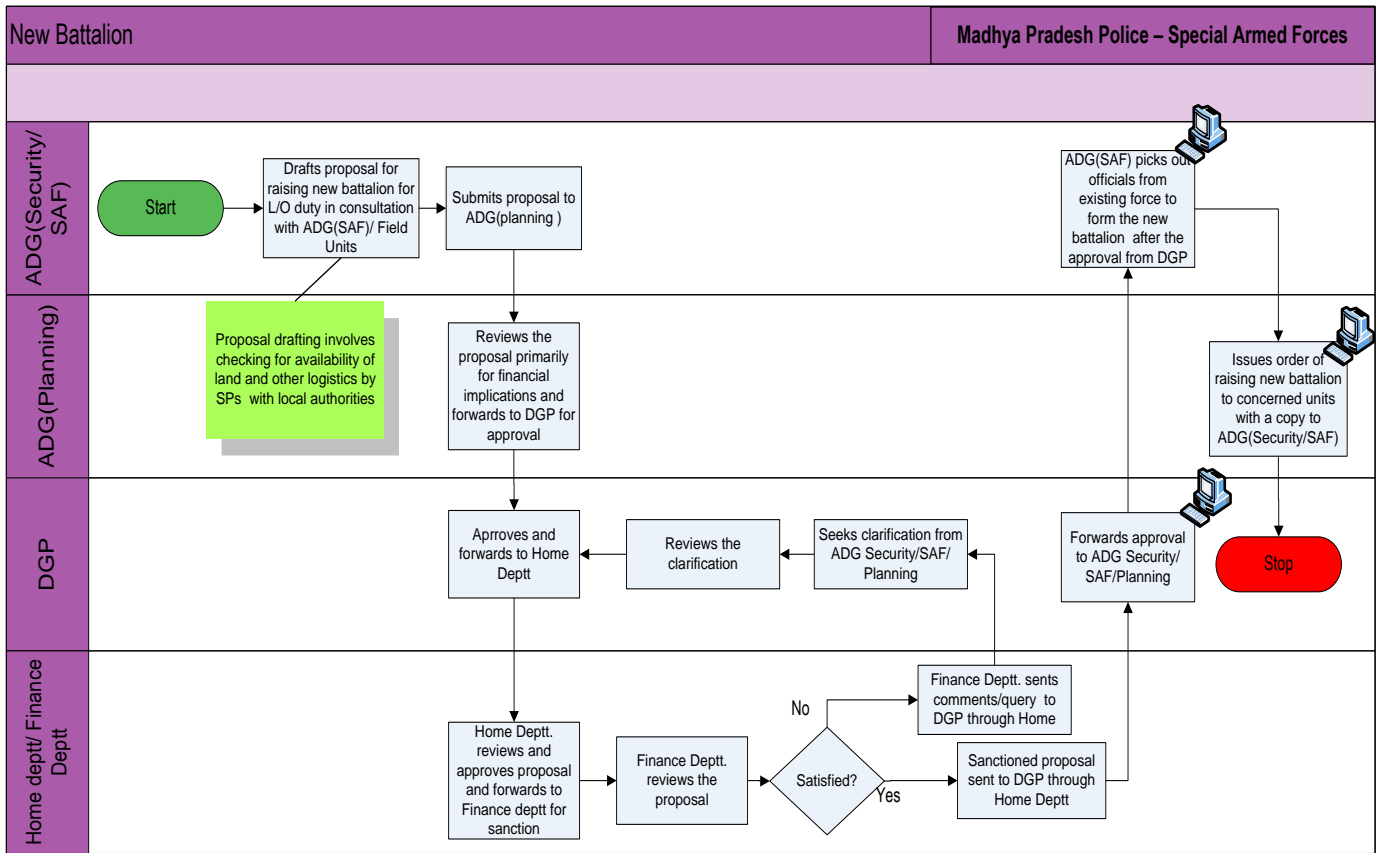 New Battalion
Madhya Pradesh Police – Special Armed Forces
ADG(Security/
SAF)
Start
Drafts proposal for
raising new battalion for
L/O duty in consultation
with ADG(SAF)/ Field
Units
Submits proposal to
ADG(planning )
ADG(SAF) picks out
officials from
existing force to
form the new
battalion after the
approval from DGP
Proposal drafting involves
checking for availability of
land and other logistics by
SPs with local authorities
ADG(Planning)
Reviews the
proposal primarily
for financial
implications and
forwards to DGP for
approval
Issues order of
raising new battalion
to concerned units
with a copy to
ADG(Security/SAF)
DGP
Aprroves and
forwards to Home
Deptt
Reviews the
clarification
Seeks clarification from
ADG Security/SAF/
Planning
Forwards approval
to ADG Security/
SAF/Planning
Stop
Home deptt/ Finance
Deptt
Home Deptt.
reviews and
approves proposal
and forwards to
Finance deptt for
sanction
Finance Deptt.
reviews the
proposal
Satisfied?
No
Finance Deptt. sents
comments/query to
DGP through Home
Yes
Sanctioned proposal
sent to DGP through
Home Deptt